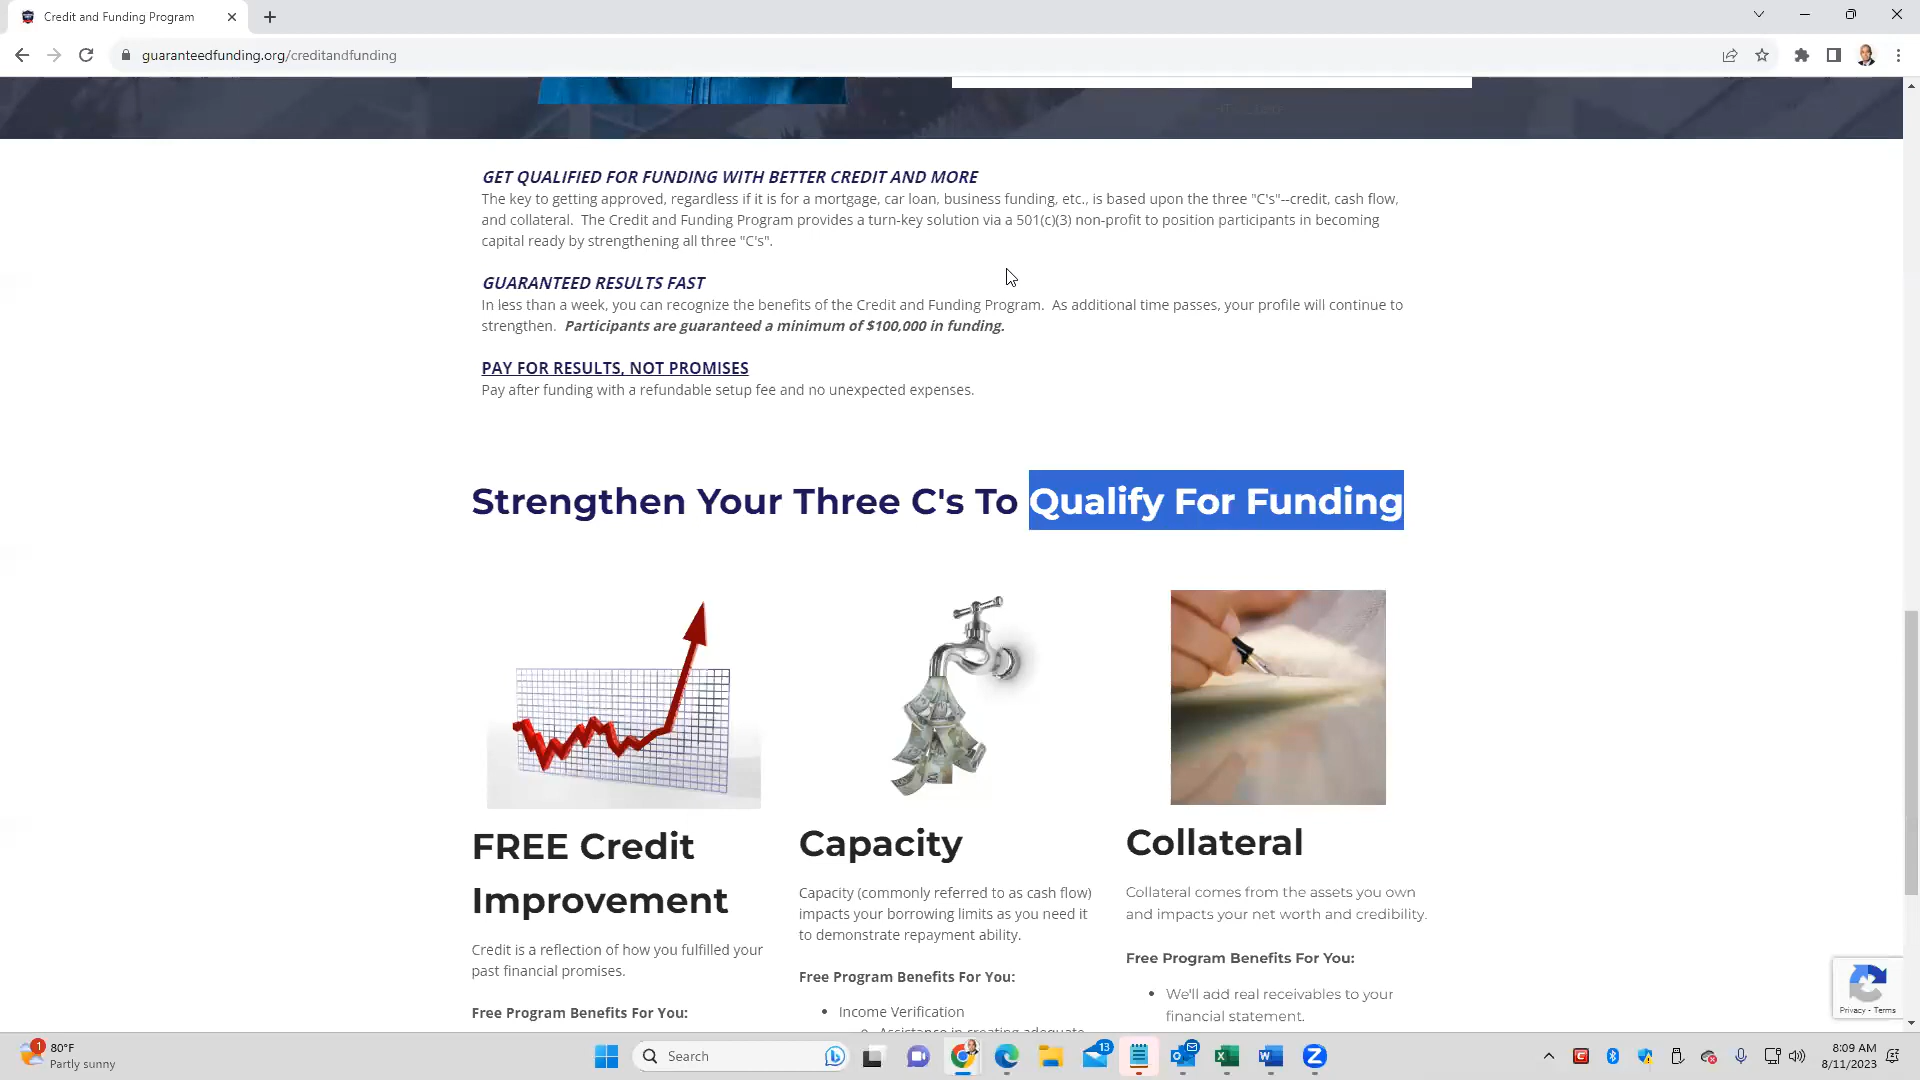 Credit and Funding Program
guaranteedfunding.org/creditandfunding
GET QUALIFIED FOR FUNDING WITH BETTER CREDIT AND MORE
The key to getting approved, regardless if it is for a mortgage, car loan, business funding, etc., is based upon the three "C's"--credit, cash flow,
and collateral. The Credit and Funding Program provides a turn-key solution via a 501(c)(3) non-profit to position participants in becoming
capital ready by strengthening all three "C's".
GUARANTEED RESULTS FAST
In less than a week, you can recognize the benefits of the Credit and Funding Program. As additional time passes, your profile will continue to
strengthen. Participants are guaranteed a minimum of $100,000 in funding.
PAY FOR RESULTS, NOT PROMISES
Pay after funding with a refundable setup fee and no unexpected expenses.
Strengthen Your Three C's To Qualify For Funding
FREE Credit
Improvement
Credit is a reflection of how you fulfilled your
past financial promises.
Free Program Benefits For You:
Capacity
Capacity (commonly referred to as cash flow)
impacts your borrowing limits as you need it
to demonstrate repayment ability.
Free Program Benefits For You:
• Income Verification
Assistance in creating adequate
Collateral
Collateral comes from the assets you own
and impacts your net worth and credibility.
Free Program Benefits For You:
• We'll add real receivables to your
financial statement.
Privacy - Terms
1
80°F
Partly sunny
Search
13
8:09 AM
8/11/2023